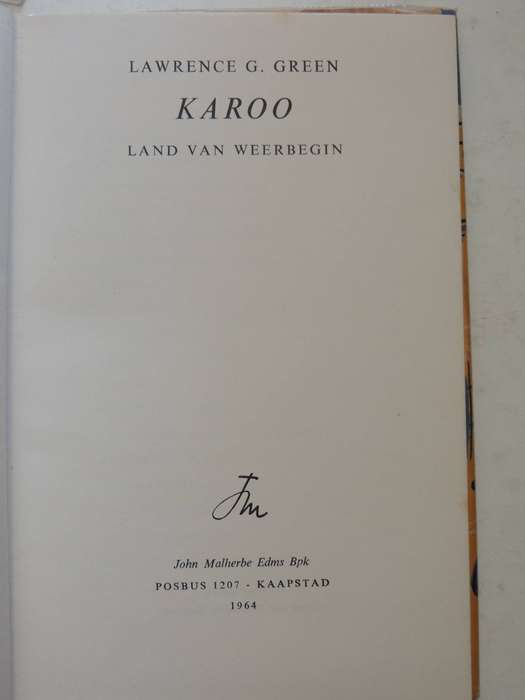 LAWRENCE G. GREEN
KAROO
LAND VAN WEERBEGIN
JM
John Malherbe Edms Bpk
POSBUS 1207 - KAAPSTAD
1964